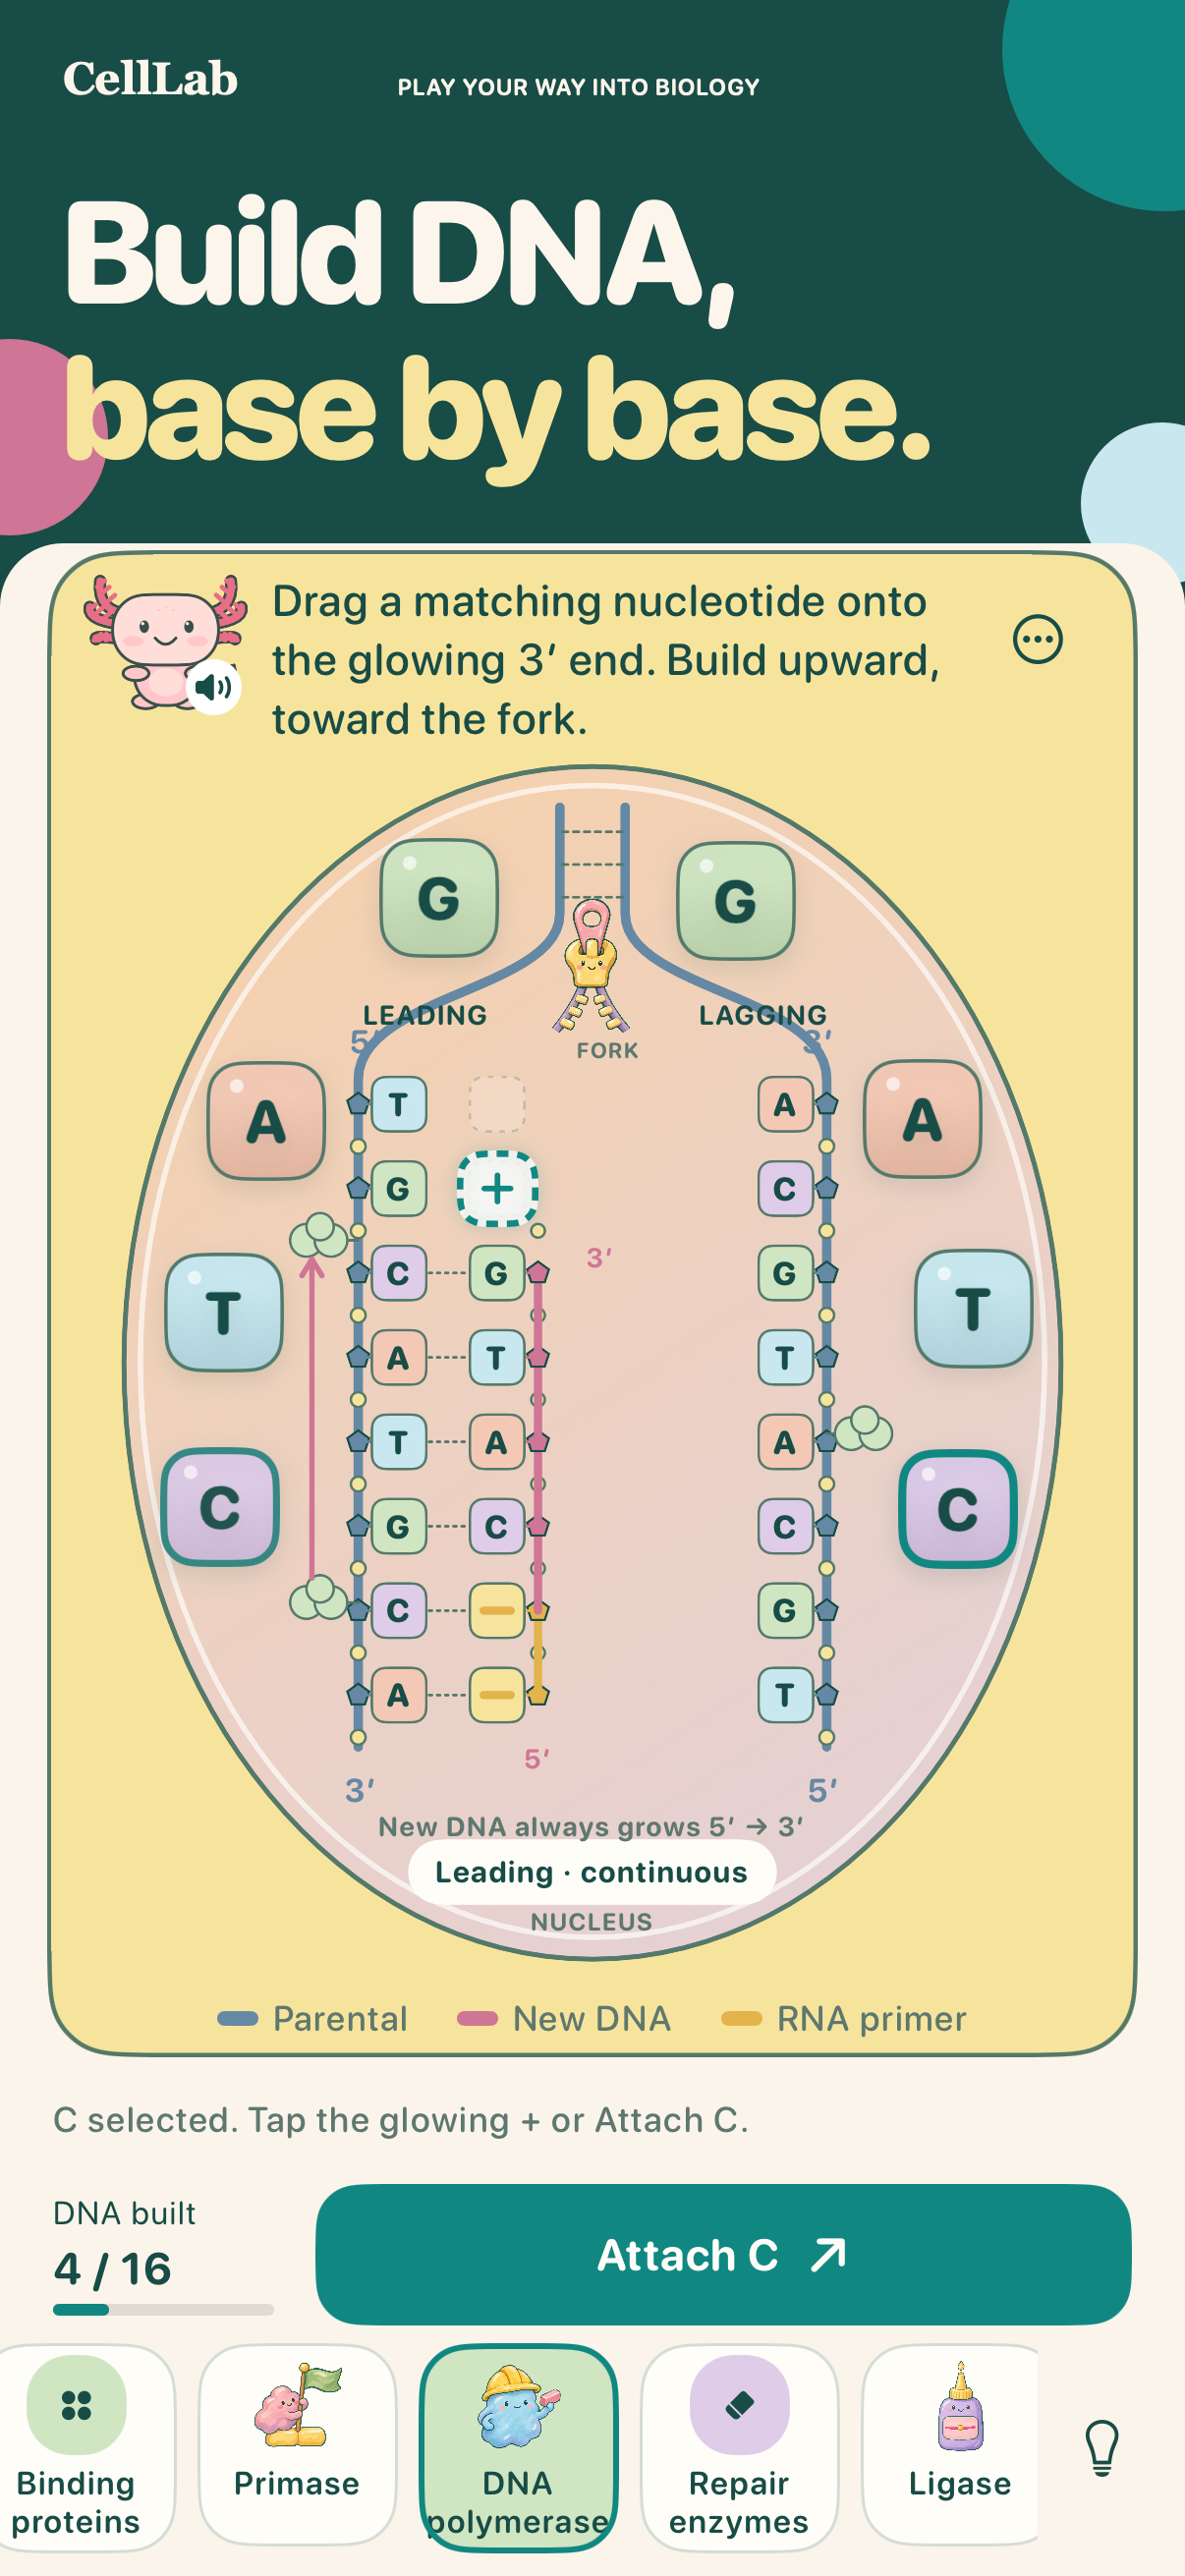 CellLab
PLAY YOUR WAY INTO BIOLOGY
Build DNA,
base by base.
Drag a matching nucleotide onto
the glowing 3′ end. Build upward,
toward the fork.
G G
LEADING LAGGING
5′ 3′
FORK
A T A A
G + C
3′
C G G
T A T T T
T A A
C G C C C
C G
A T
5′
3′ 5′
New DNA always grows 5′ → 3′
Leading · continuous
NUCLEUS
Parental New DNA RNA primer
C selected. Tap the glowing + or Attach C.
DNA built
4 / 16
Attach C ↗
Binding
proteins
Primase
DNA
polymerase
Repair
enzymes
Ligase